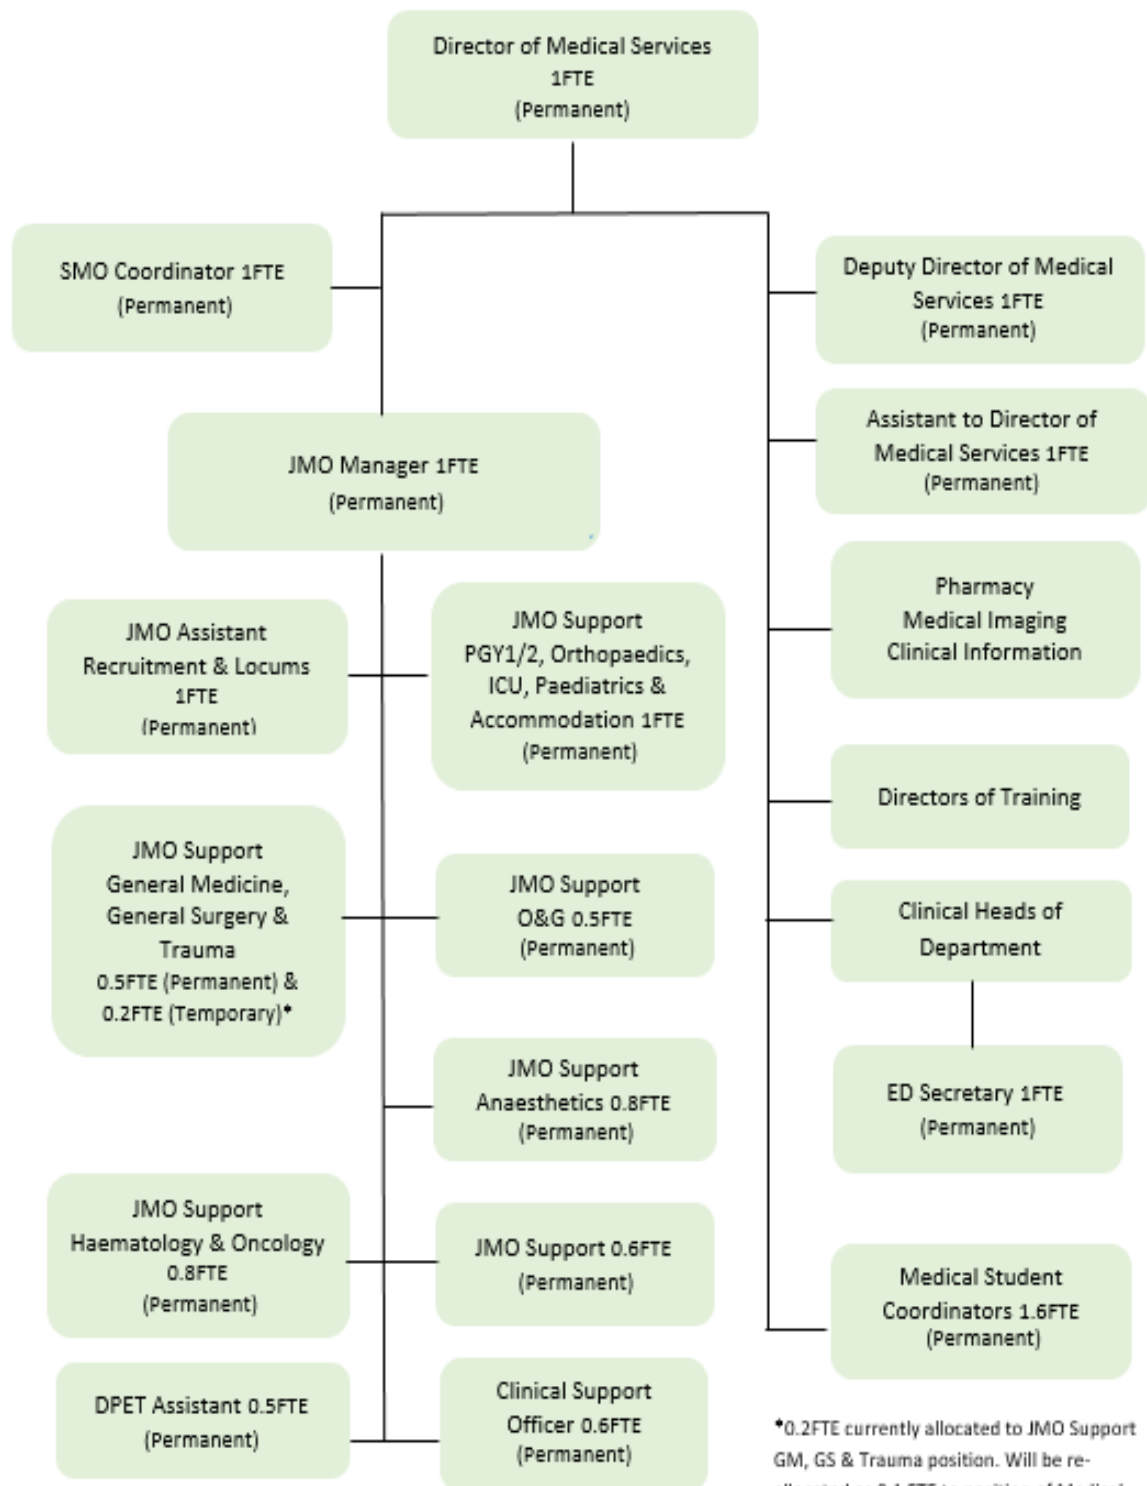 Director of Medical Services
1FTE
(Permanent)
SMO Coordinator 1FTE
(Permanent)
Deputy Director of Medical
Services 1FTE
(Permanent)
Assistant to Director of
Medical Services 1FTE
(Permanent)
JMO Manager 1FTE
(Permanent)
Pharmacy
Medical Imaging
Clinical Information
JMO Assistant
Recruitment & Locums
1FTE
(Permanent)
JMO Support
PGY1/2, Orthopaedics,
ICU, Paediatrics &
Accommodation 1FTE
(Permanent)
Directors of Training
JMO Support
General Medicine,
General Surgery &
Trauma
0.5FTE (Permanent) &
0.2FTE (Temporary)*
JMO Support
O&G 0.5FTE
(Permanent)
Clinical Heads of
Department
JMO Support
Anaesthetics 0.8FTE
(Permanent)
ED Secretary 1FTE
(Permanent)
JMO Support
Haematology & Oncology
0.8FTE
(Permanent)
JMO Support 0.6FTE
(Permanent)
Medical Student
Coordinators 1.6FTE
(Permanent)
DPET Assistant 0.5FTE
(Permanent)
Clinical Support
Officer 0.6FTE
(Permanent)
*0.2FTE currently allocated to JMO Support
GM, GS & Trauma position. Will be re-